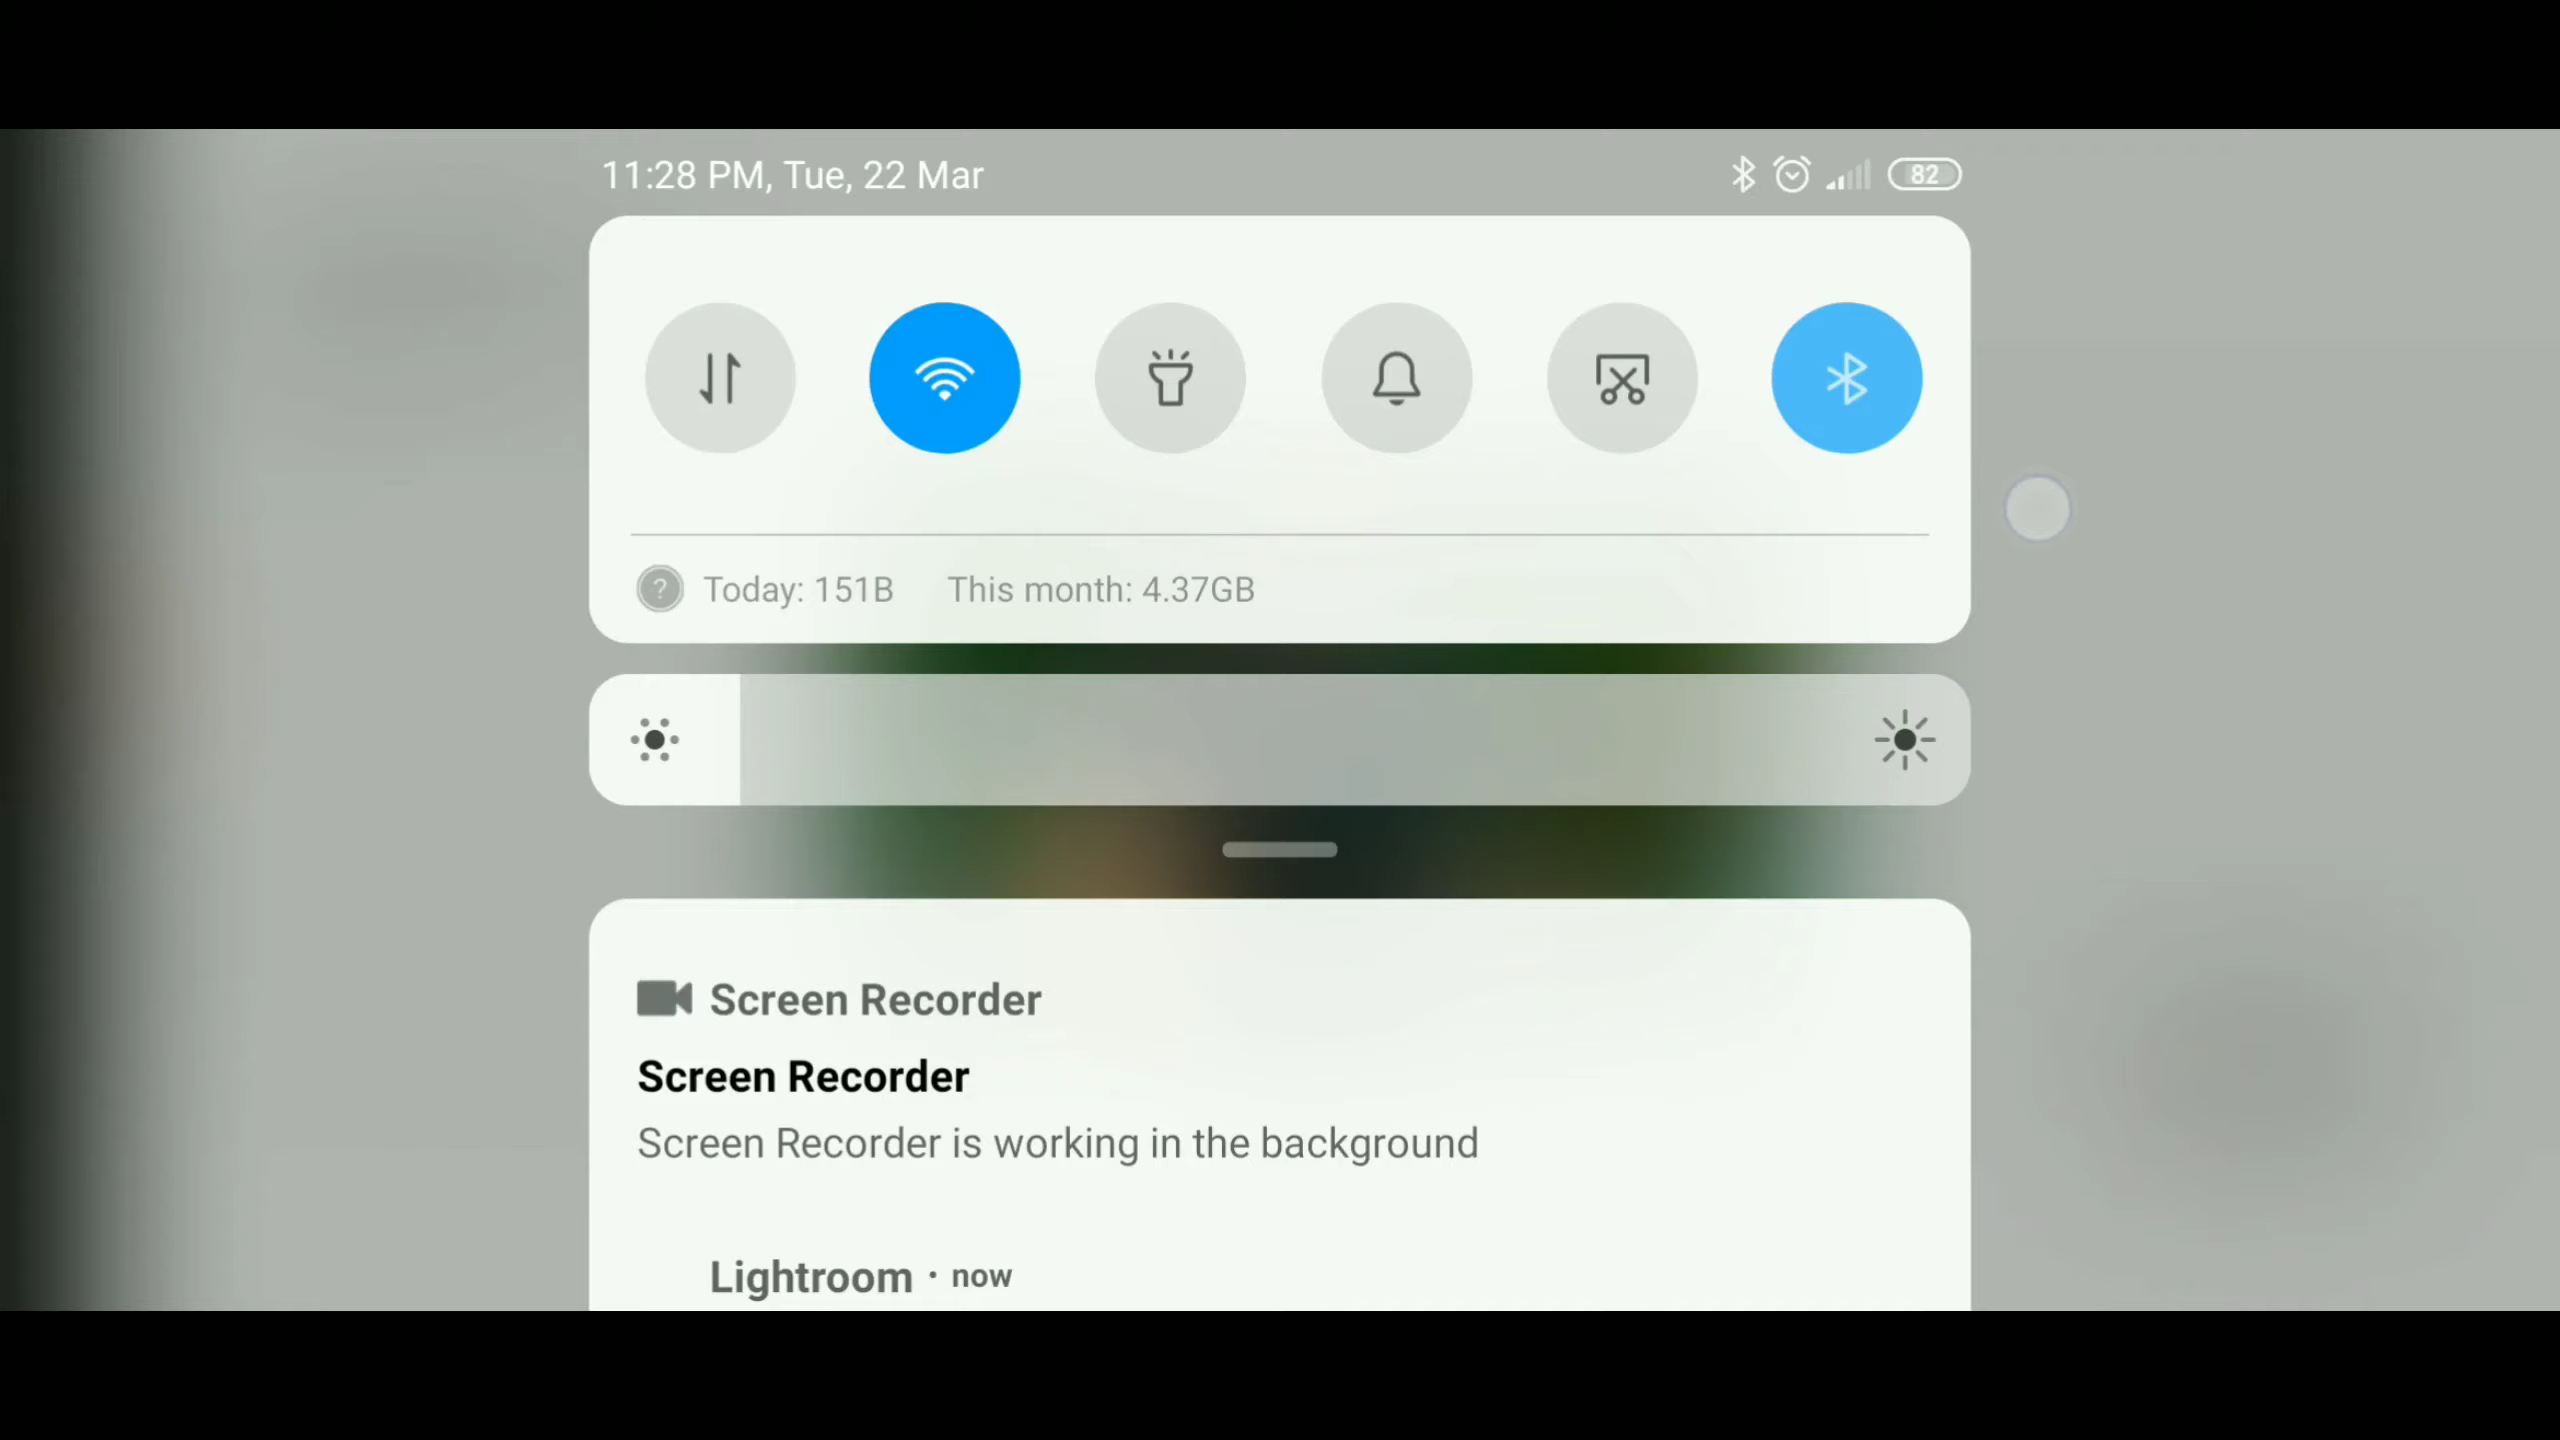 11:28 PM, Tue, 22 Mar
82
? Today: 151B This month: 4.37GB
Screen Recorder
Screen Recorder
Screen Recorder is working in the background
Lightroom · now